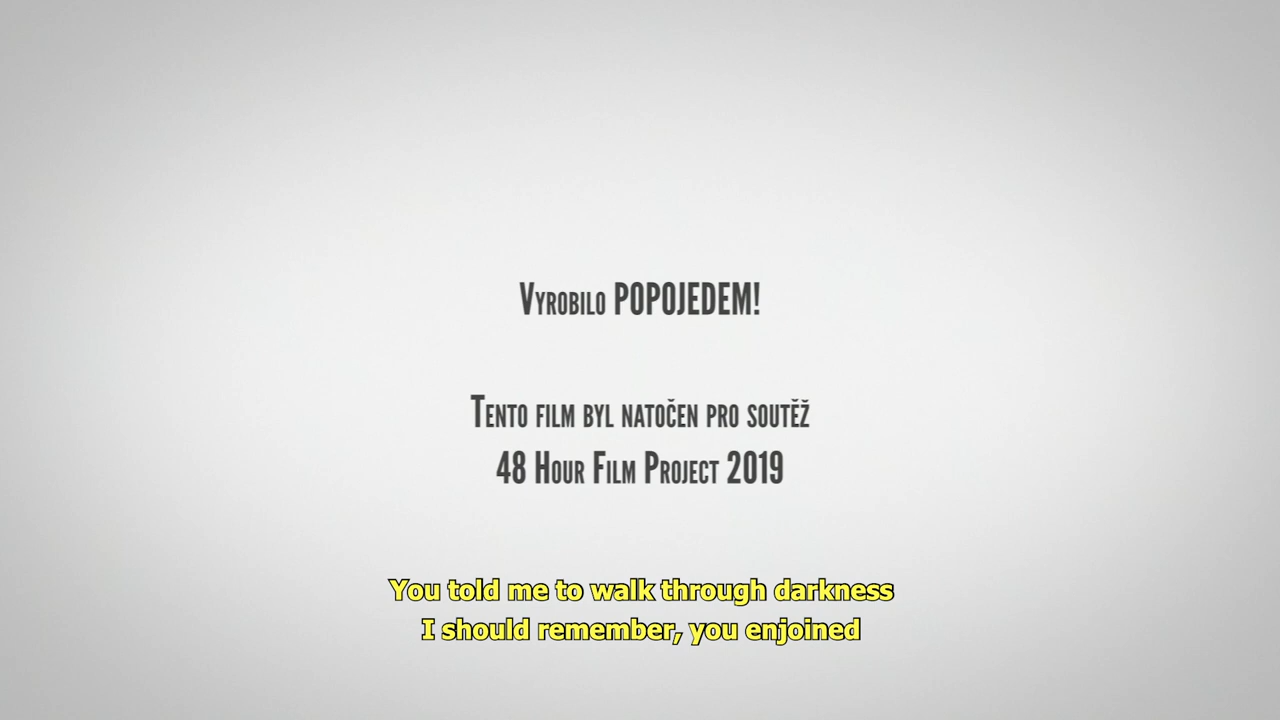 Vyrobilo POPOJEDEM!
Tento film byl natočen pro soutěž
48 Hour Film Project 2019
You told me to walk through darkness
I should remember, you enjoined